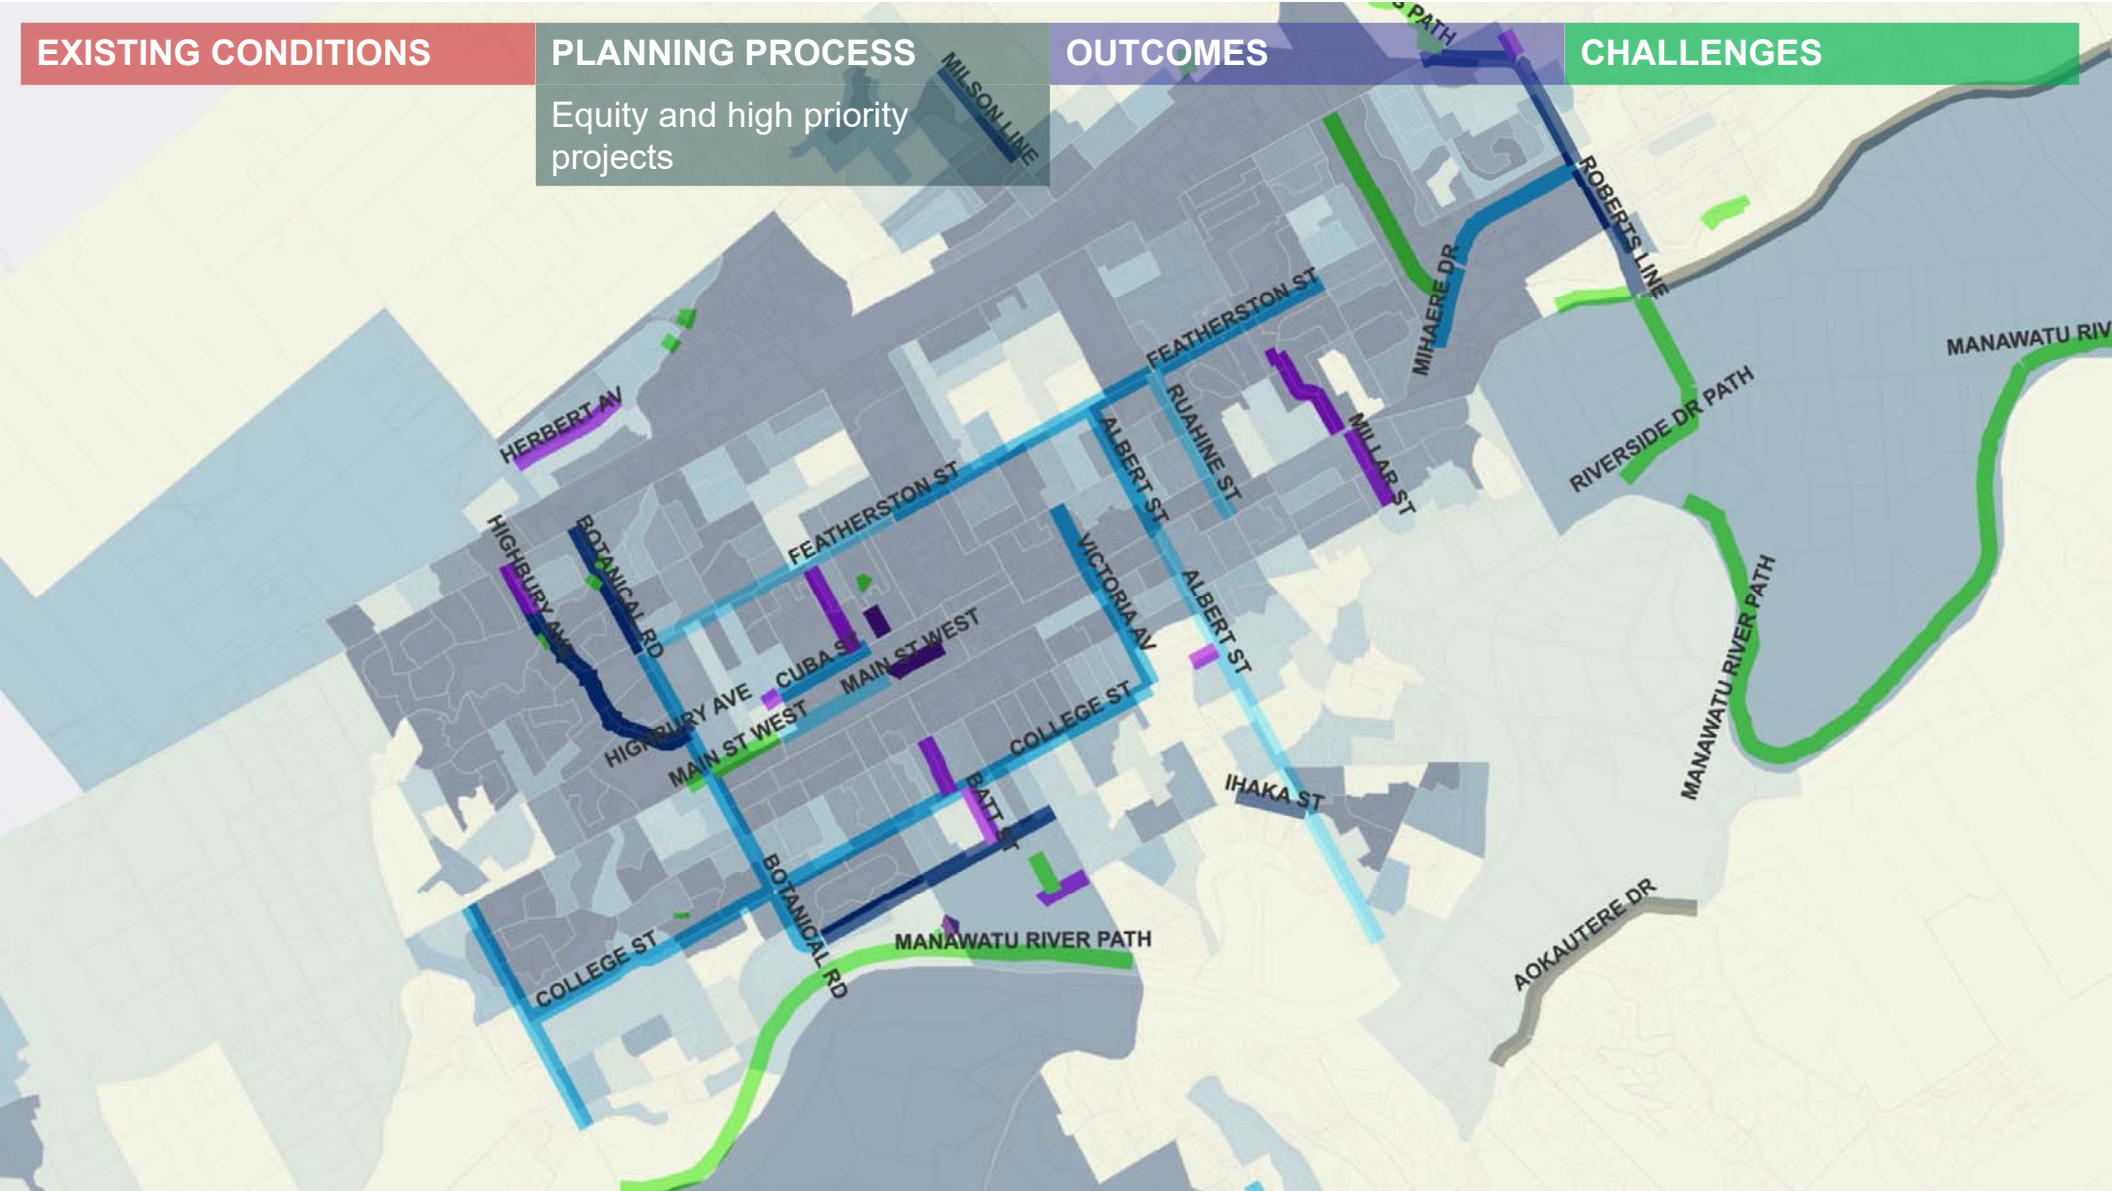 EXISTING CONDITIONS
PLANNING PROCESS
OUTCOMES
CHALLENGES
Equity and high priority
projects
PATH
MILSON LINE
ROBERTS LINE
MIHAERE DR
FEATHERSTON ST
MANAWATU RIV
RIVERSIDE DR PATH
HERBERT AV
RUAHINE ST
ALBERT ST
MILLAR ST
FEATHERSTON ST
HIGHBURY AVE
BOTANICAL RD
VICTORIA AV
ALBERT ST
MANAWATU RIVER PATH
CUBA ST
MAIN ST WEST
HIGHBURY AVE
MAIN ST WEST
COLLEGE ST
BATT ST
IHAKA ST
BOTANICAL RD
AOKAUTERE DR
COLLEGE ST
MANAWATU RIVER PATH